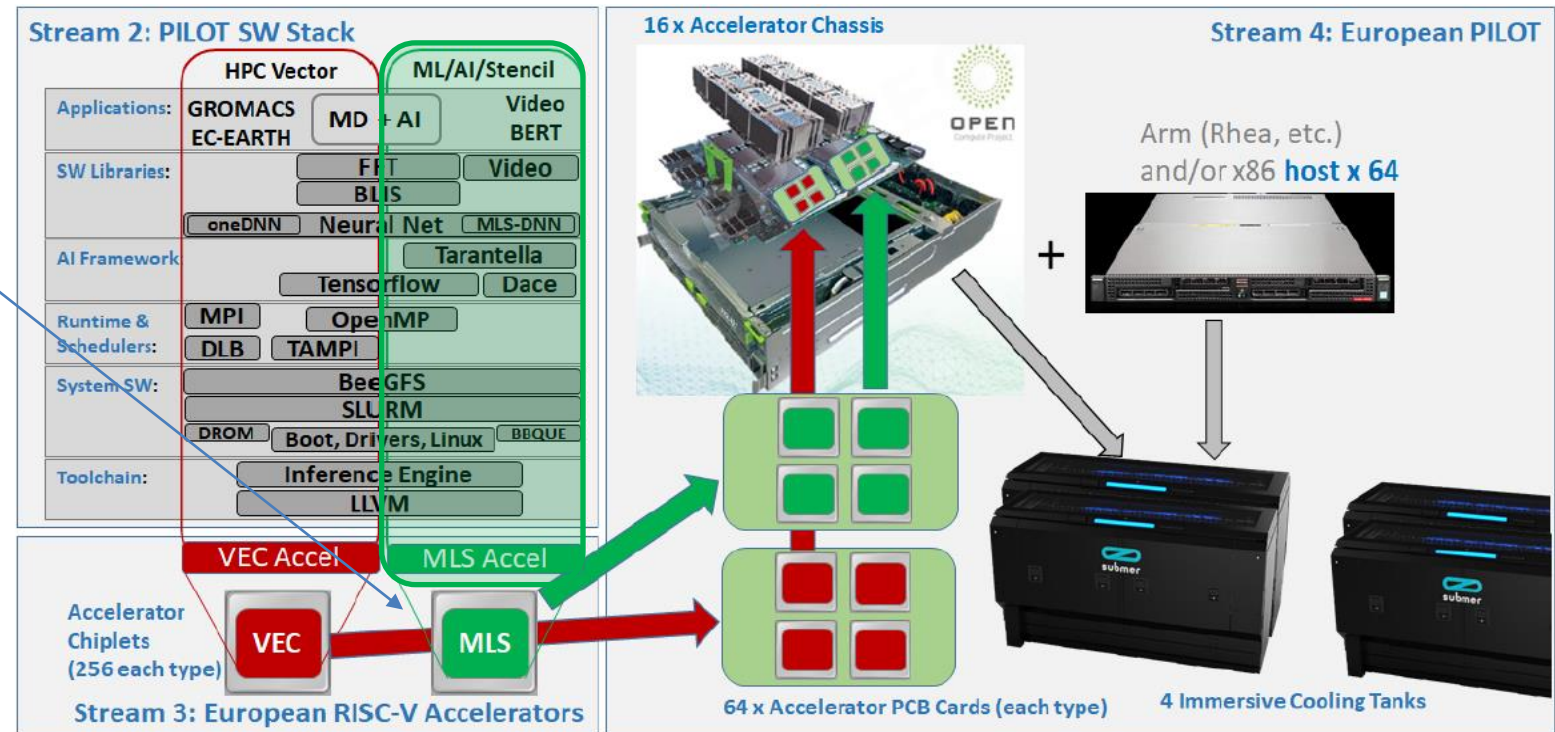 Stream 2: PILOT SW Stack
HPC Vector
ML/AI/Stencil
Applications:
GROMACS
EC-EARTH
MD + AI
Video
BERT
SW Libraries:
FFT
Video
BLIS
oneDNN
Neural Net
MLS-DNN
AI Framework
Tarantella
Tensorflow
Dace
Runtime &
Schedulers:
MPI
OpenMP
DLB
TAMPI
System SW:
BeeGFS
SLURM
DROM
Boot, Drivers, Linux
BBQUE
Toolchain:
Inference Engine
LLVM
VEC Accel
MLS Accel
Accelerator
Chiplets
(256 each type)
VEC
MLS
Stream 3: European RISC-V Accelerators
16 x Accelerator Chassis
Stream 4: European PILOT
OPEN
Compute Project
Arm (Rhea, etc.)
and/or x86 host x 64
+
submer
submer
64 x Accelerator PCB Cards (each type)
4 Immersive Cooling Tanks